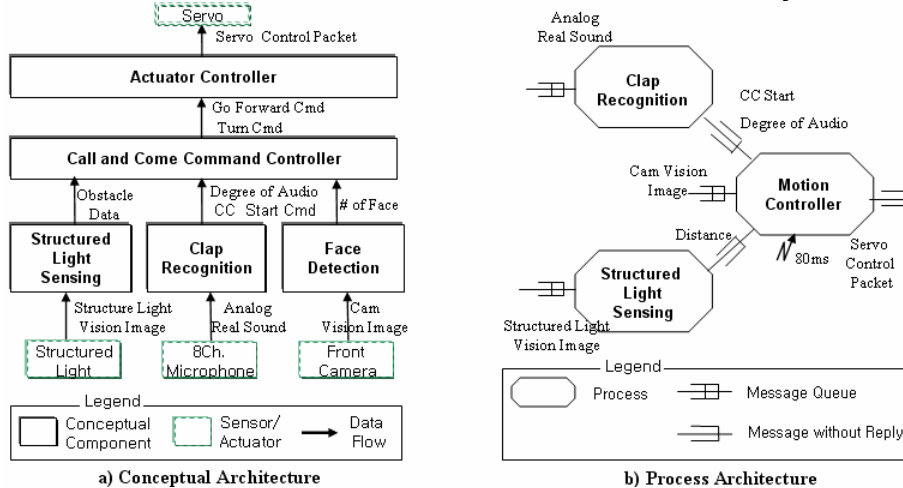 Servo
Servo Control Packet
Actuator Controller
Go Forward Cmd
Turn Cmd
Call and Come Command Controller
Obstacle
Data
Degree of Audio
CC Start Cmd
# of Face
Structured
Light
Sensing
Clap
Recognition
Face
Detection
Structure Light
Vision Image
Analog
Real Sound
Cam
Vision Image
Structured
Light
8Ch.
Microphone
Front
Camera
Legend
Conceptual
Component
Sensor/
Actuator
Data
Flow
a) Conceptual Architecture
Analog
Real Sound
Clap
Recognition
CC Start
Degree of Audio
Cam Vision
Image
Motion
Controller
Distance
80ms
Servo
Control
Packet
Structured
Light
Sensing
Structured Light
Vision Image
Legend
Process
Message Queue
Message without Reply
b) Process Architecture